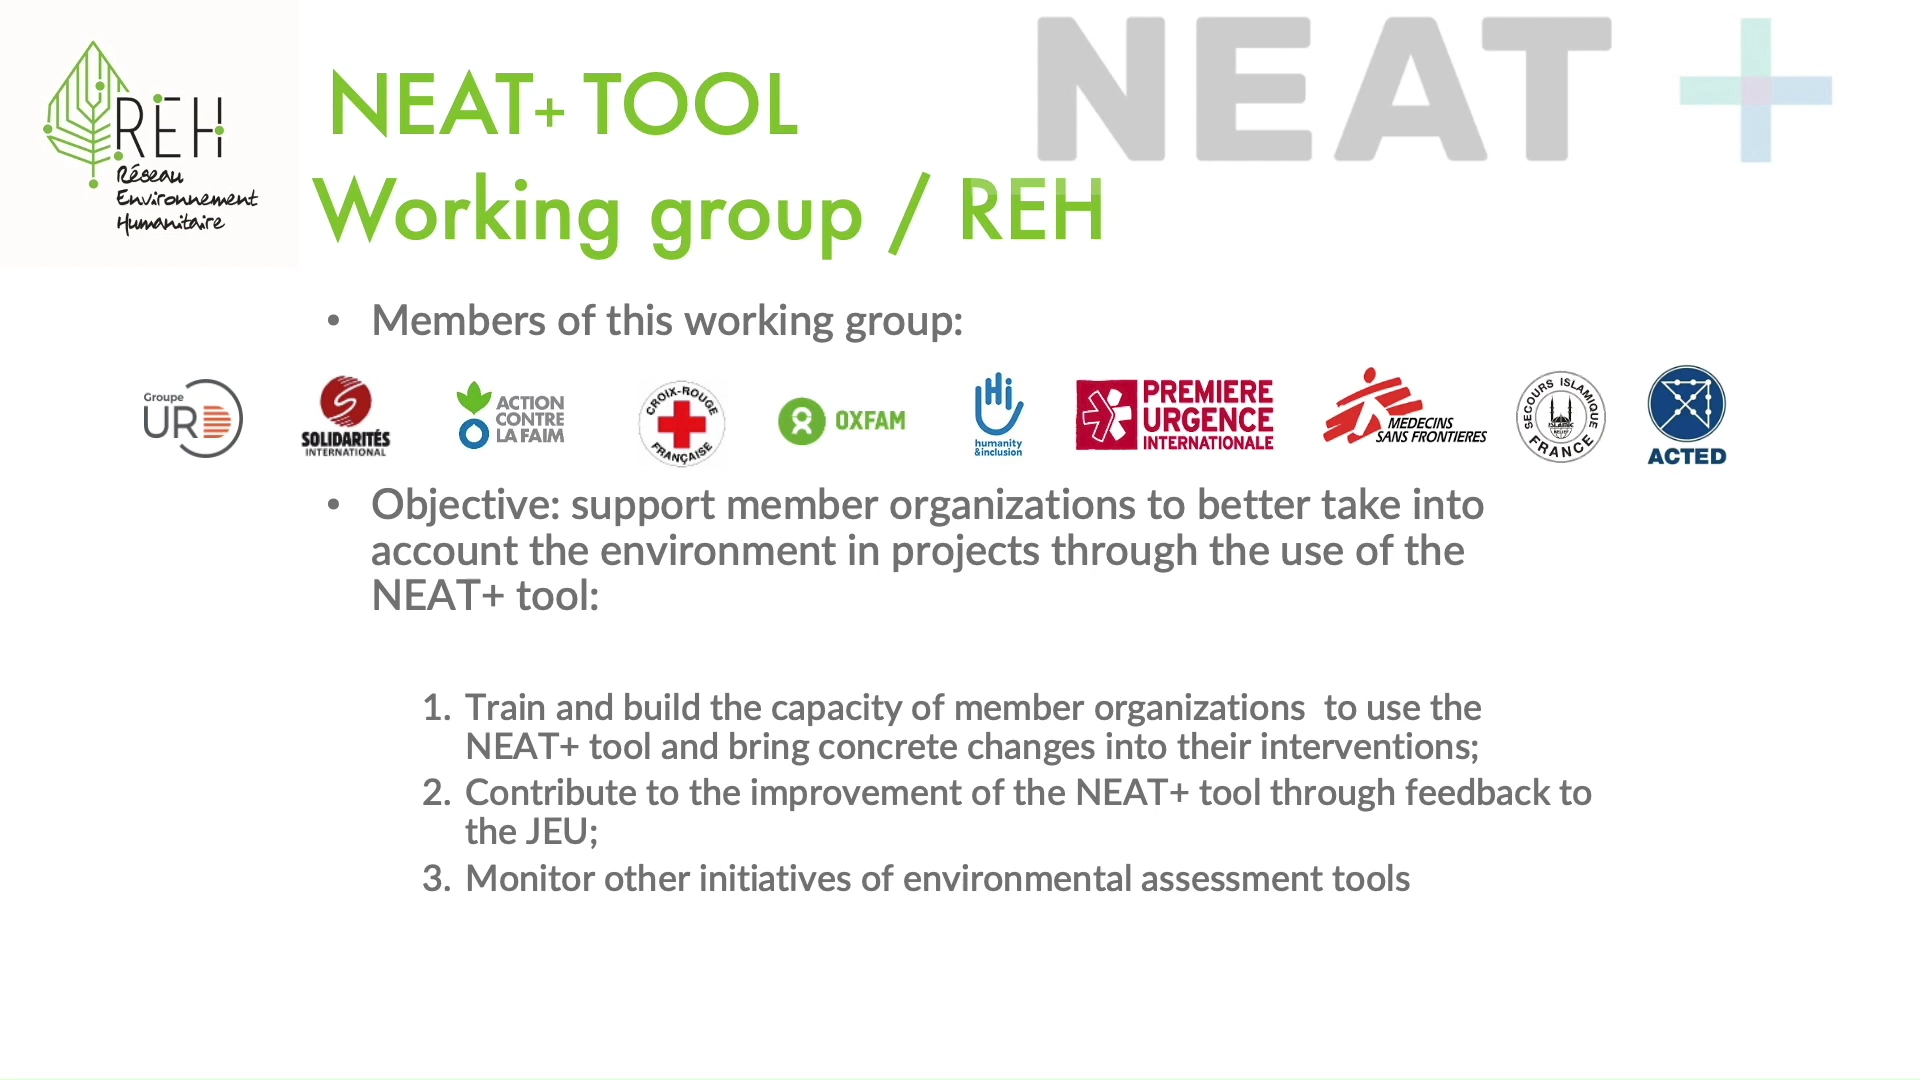 NEAT +
REH
Réseau
Environnement
Humanitaire
NEAT+ TOOL
Working group / REH
• Members of this working group:
Groupe
URD
SOLIDARITÉS
INTERNATIONAL
ACTION
CONTRE
LA FAIM
CROIX-ROUGE
FRANÇAISE
OXFAM
Hi
humanity
&inclusion
PREMIERE
URGENCE
INTERNATIONALE
MEDECINS
SANS FRONTIERES
SECOURS ISLAMIQUE
FRANCE
ACTED
• Objective: support member organizations to better take into
account the environment in projects through the use of the
NEAT+ tool:
1. Train and build the capacity of member organizations  to use the
NEAT+ tool and bring concrete changes into their interventions;
2. Contribute to the improvement of the NEAT+ tool through feedback to
the JEU;
3. Monitor other initiatives of environmental assessment tools